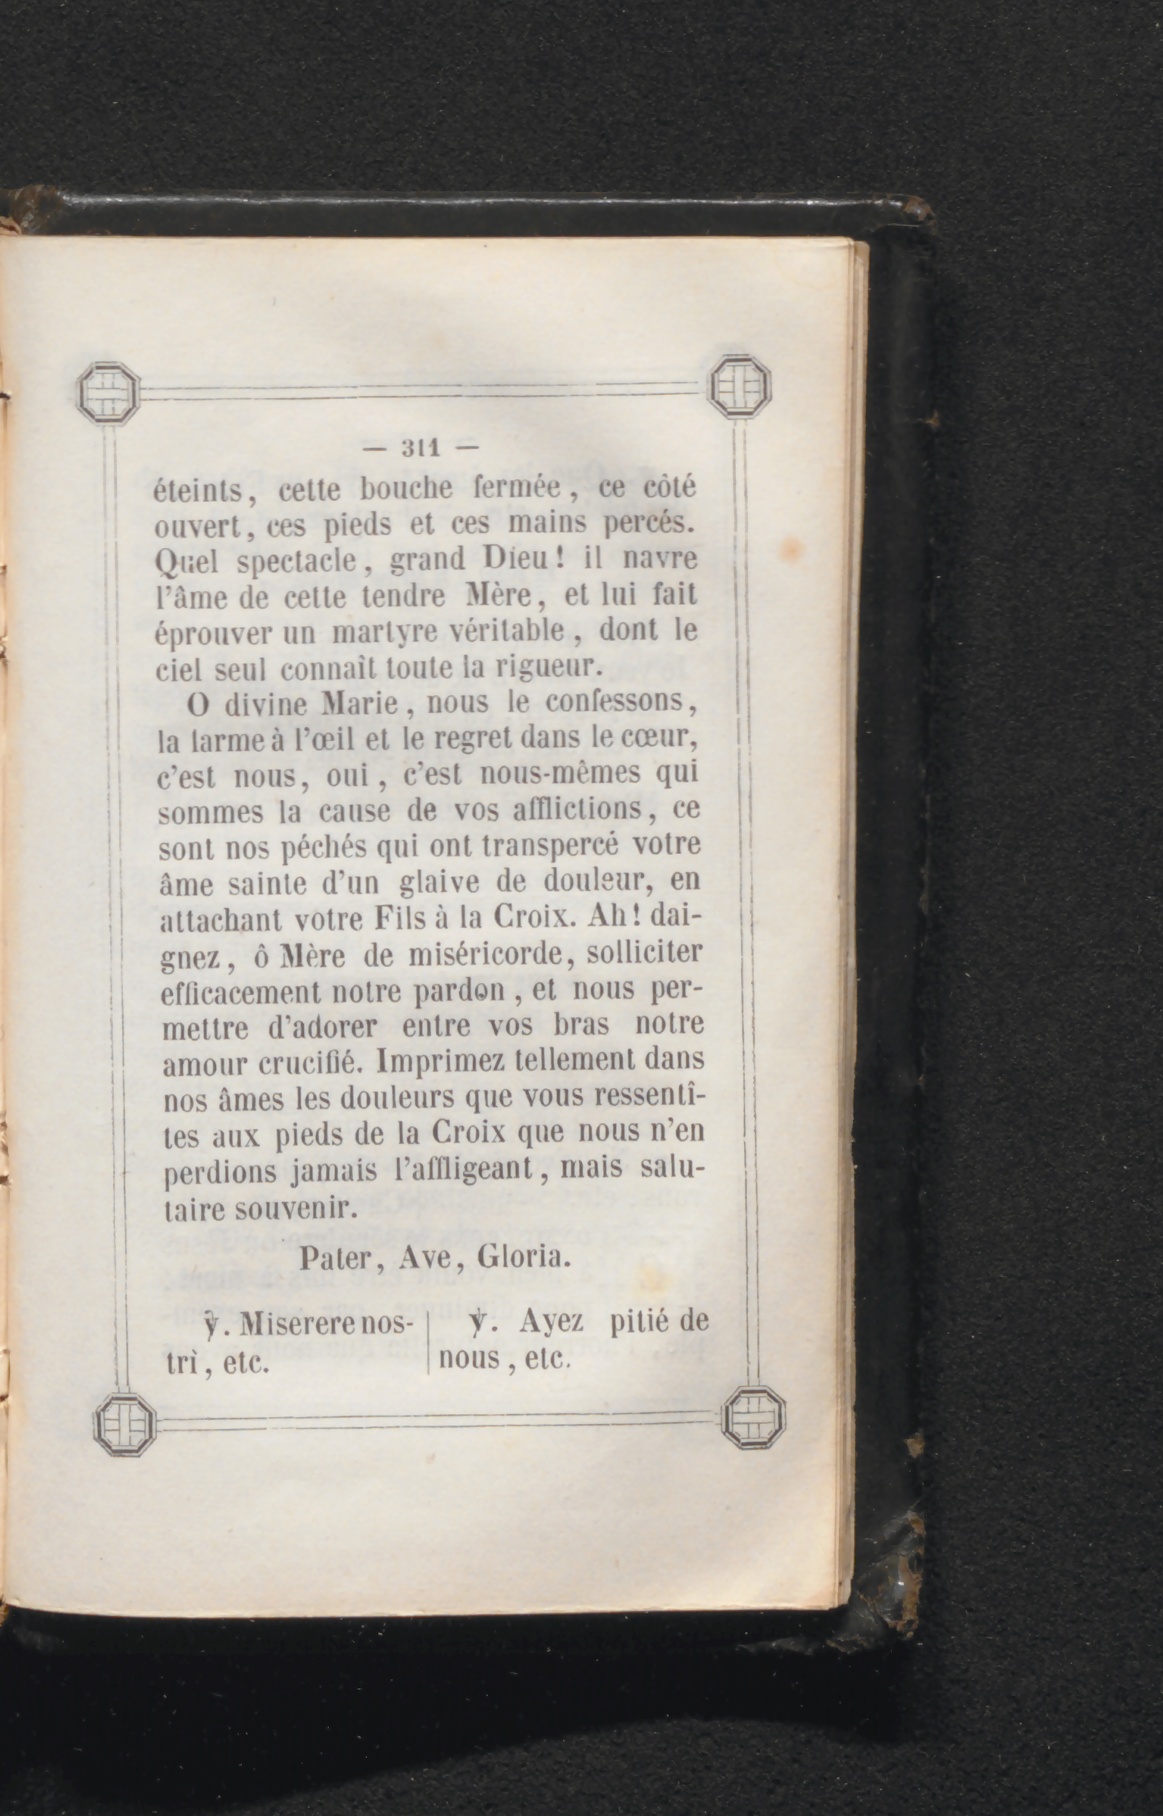 — 311 —
éteints, cette bouche fermée, ce côté
ouvert, ces pieds et ces mains percés.
Quel spectacle, grand Dieu! il navre
l'âme de cette tendre Mère, et lui fait
éprouver un martyre véritable, dont le
ciel seul connaît toute la rigueur.
O divine Marie, nous le confessons,
la larme à l'œil et le regret dans le cœur,
c'est nous, oui, c'est nous-mêmes qui
sommes la cause de vos afflictions, ce
sont nos péchés qui ont transpercé votre
âme sainte d'un glaive de douleur, en
attachant votre Fils à la Croix. Ah! dai-
gnez, ô Mère de miséricorde, solliciter
efficacement notre pardon, et nous per-
mettre d'adorer entre vos bras notre
amour crucifié. Imprimez tellement dans
nos âmes les douleurs que vous ressentî-
tes aux pieds de la Croix que nous n'en
perdions jamais l'affligeant, mais salu-
taire souvenir.
Pater, Ave, Gloria.
℣. Miserere nos-
trì, etc.
℣. Ayez pitié de
nous, etc.